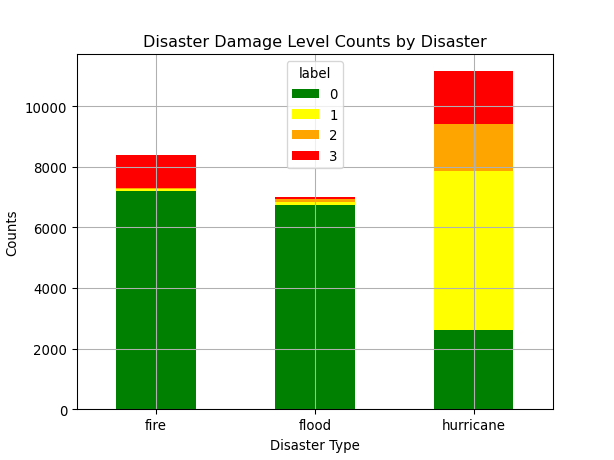 Disaster Damage Level Counts by Disaster
label
0
1
2
3
10000
8000
6000
4000
2000
0
Counts
fire
flood
hurricane
Disaster Type